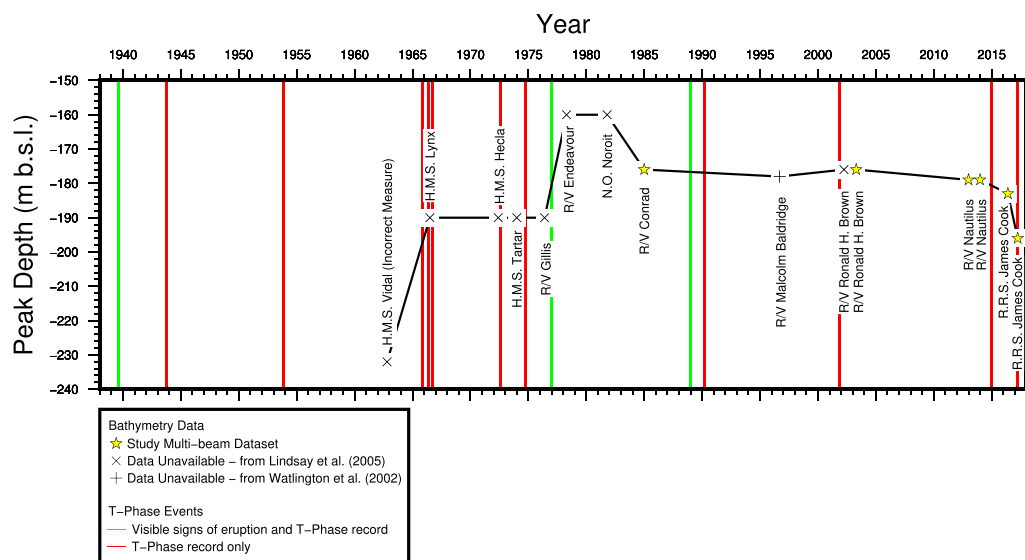 Year
1940 1945 1950 1955 1960 1965 1970 1975 1980 1985 1990 1995 2000 2005 2010 2015
Peak Depth (m b.s.l.)
−150
−160
−170
−180
−190
−200
−210
−220
−230
−240
H.M.S. Vidal (Incorrect Measure)
H.M.S. Lynx
H.M.S. Hecla
H.M.S. Tartar
R/V Gillis
R/V Endeavour
N.O. Noroit
R/V Conrad
R/V Malcolm Baldridge
R/V Ronald H. Brown
R/V Ronald H. Brown
R/V Nautilus
R/V Nautilus
R.R.S. James Cook
R.R.S. James Cook
Bathymetry Data
Study Multi−beam Dataset
Data Unavailable − from Lindsay et al. (2005)
Data Unavailable − from Watlington et al. (2002)
T−Phase Events
Visible signs of eruption and T−Phase record
T−Phase record only